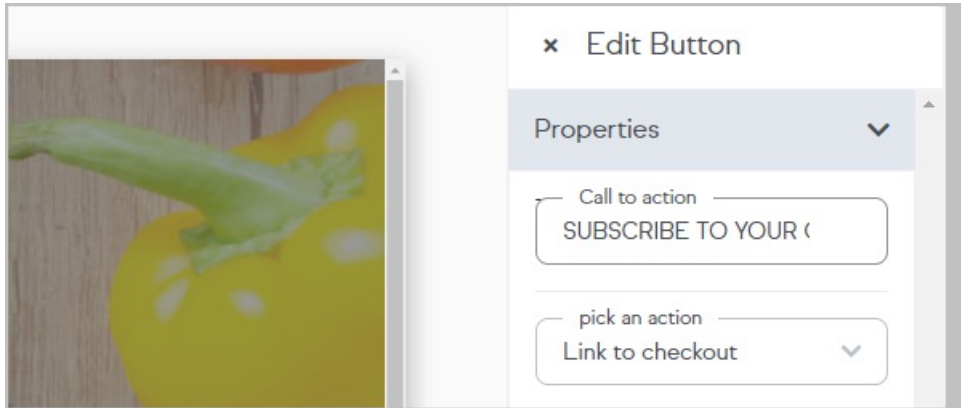 × Edit Button
Properties
Call to action
SUBSCRIBE TO YOUR
pick an action
Link to checkout